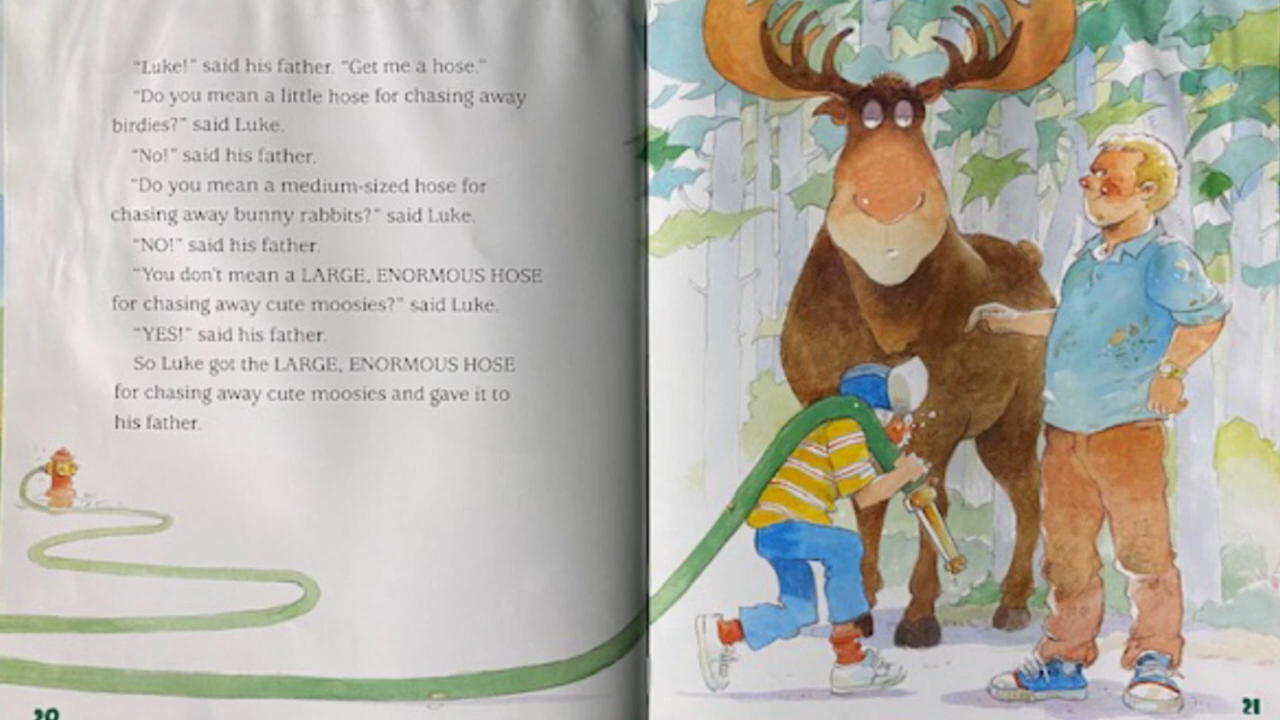 “Luke!” said his father. “Get me a hose.”
“Do you mean a little hose for chasing away
birdies?” said Luke.
“No!” said his father.
“Do you mean a medium-sized hose for
chasing away bunny rabbits?” said Luke.
“NO!” said his father.
“You don’t mean a LARGE, ENORMOUS HOSE
for chasing away cute moosies?” said Luke.
“YES!” said his father.
So Luke got the LARGE, ENORMOUS HOSE
for chasing away cute moosies and gave it to
his father.
20
21